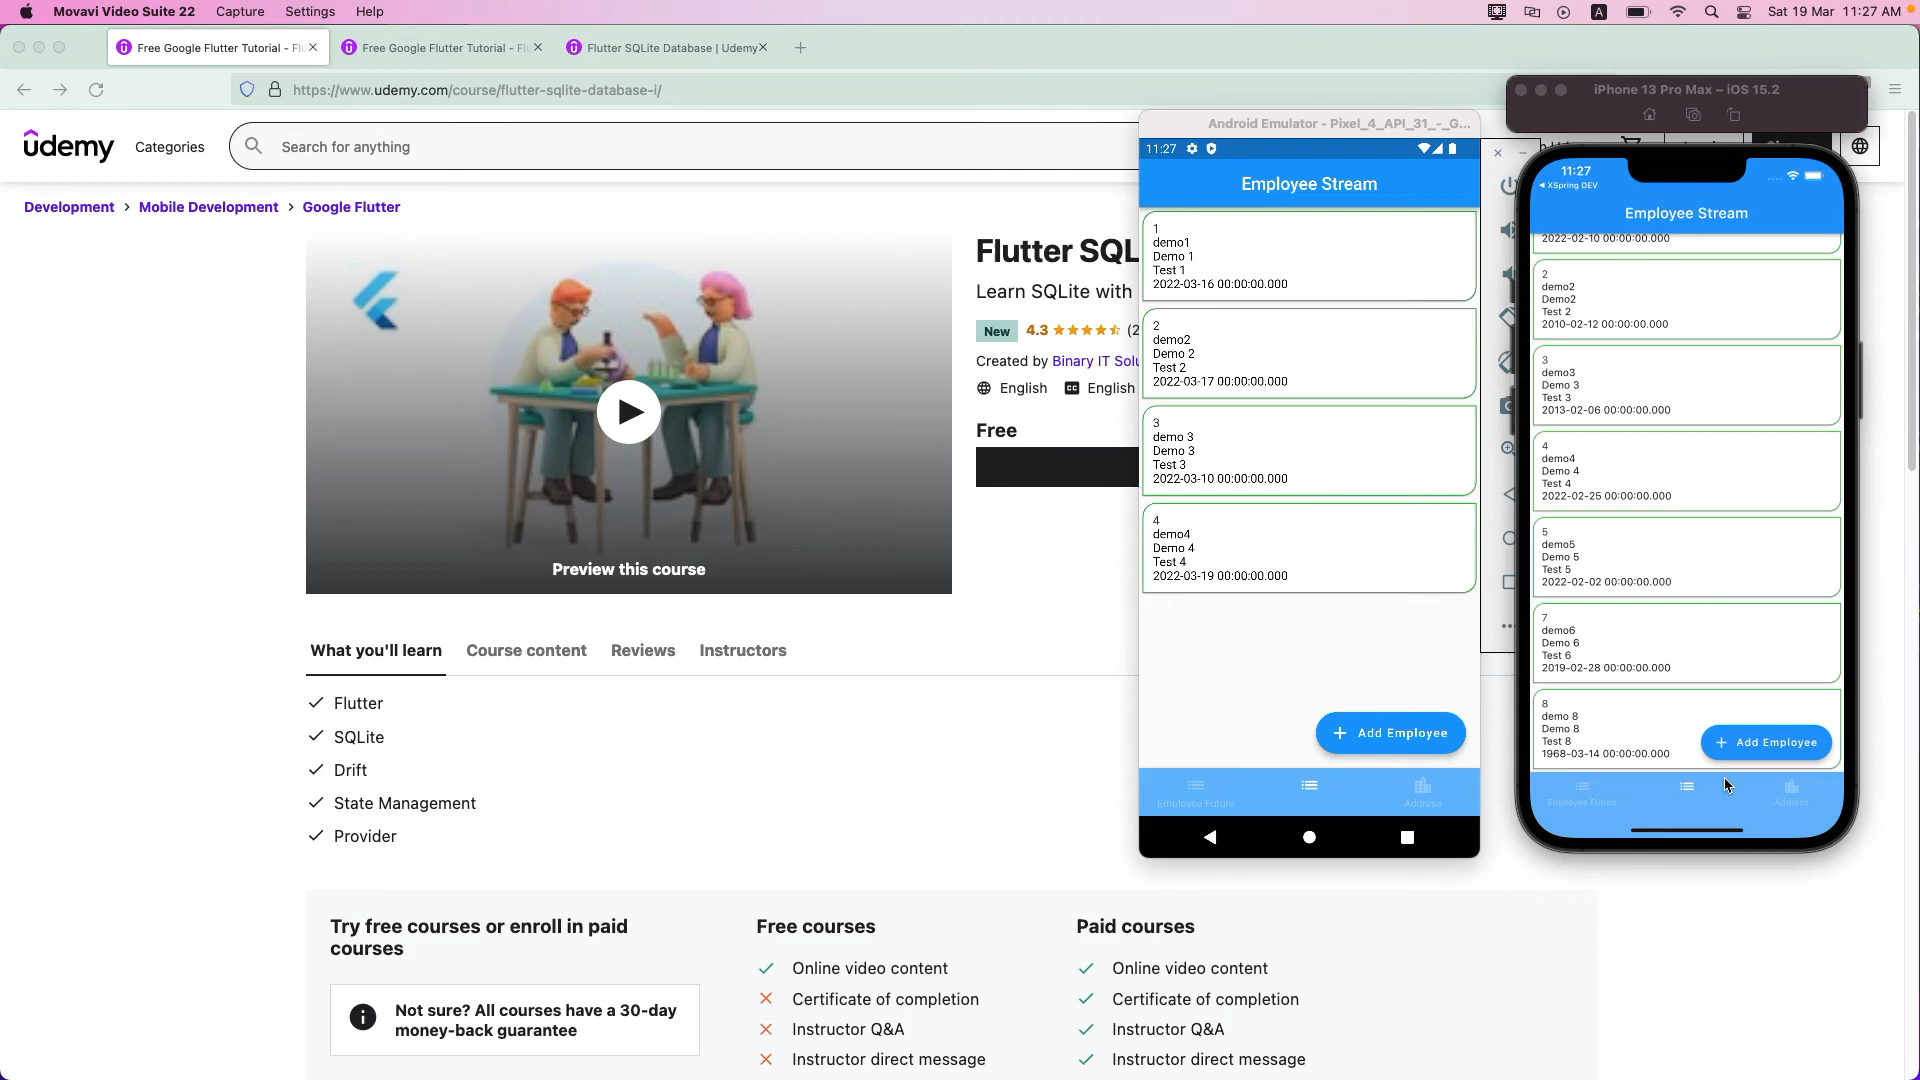 Movavi Video Suite 22 Capture Settings Help
A Sat 19 Mar 11:27 AM
Free Google Flutter Tutorial - Fl
Free Google Flutter Tutorial - Fl
Flutter SQLite Database | Udemy
https://www.udemy.com/course/flutter-sqlite-database-i/
udemy
Categories
Search for anything
Development > Mobile Development > Google Flutter
Preview this course
Flutter SQL
Learn SQLite with
New 4.3 (2
Created by Binary IT Solu
English English
Free
What you'll learn
Course content
Reviews
Instructors
Flutter
SQLite
Drift
State Management
Provider
Try free courses or enroll in paid
courses
Not sure? All courses have a 30-day
money-back guarantee
Free courses
Online video content
Certificate of completion
Instructor Q&A
Instructor direct message
Paid courses
Online video content
Certificate of completion
Instructor Q&A
Instructor direct message
Android Emulator - Pixel_4_API_31_-_G...
11:27
Employee Stream
1
demo1
Demo 1
Test 1
2022-03-16 00:00:00.000
2
demo2
Demo 2
Test 2
2022-03-17 00:00:00.000
3
demo 3
Demo 3
Test 3
2022-03-10 00:00:00.000
4
demo4
Demo 4
Test 4
2022-03-19 00:00:00.000
+ Add Employee
Employee Future
Address
iPhone 13 Pro Max – iOS 15.2
11:27
XSpring DEV
Employee Stream
2022-02-10 00:00:00.000
2
demo2
Demo2
Test 2
2010-02-12 00:00:00.000
3
demo3
Demo 3
Test 3
2013-02-06 00:00:00.000
4
demo4
Demo 4
Test 4
2022-02-25 00:00:00.000
5
demo5
Demo 5
Test 5
2022-02-02 00:00:00.000
7
demo6
Demo 6
Test 6
2019-02-28 00:00:00.000
8
demo 8
Demo 8
Test 8
1968-03-14 00:00:00.000
+ Add Employee
Employee Future
Address